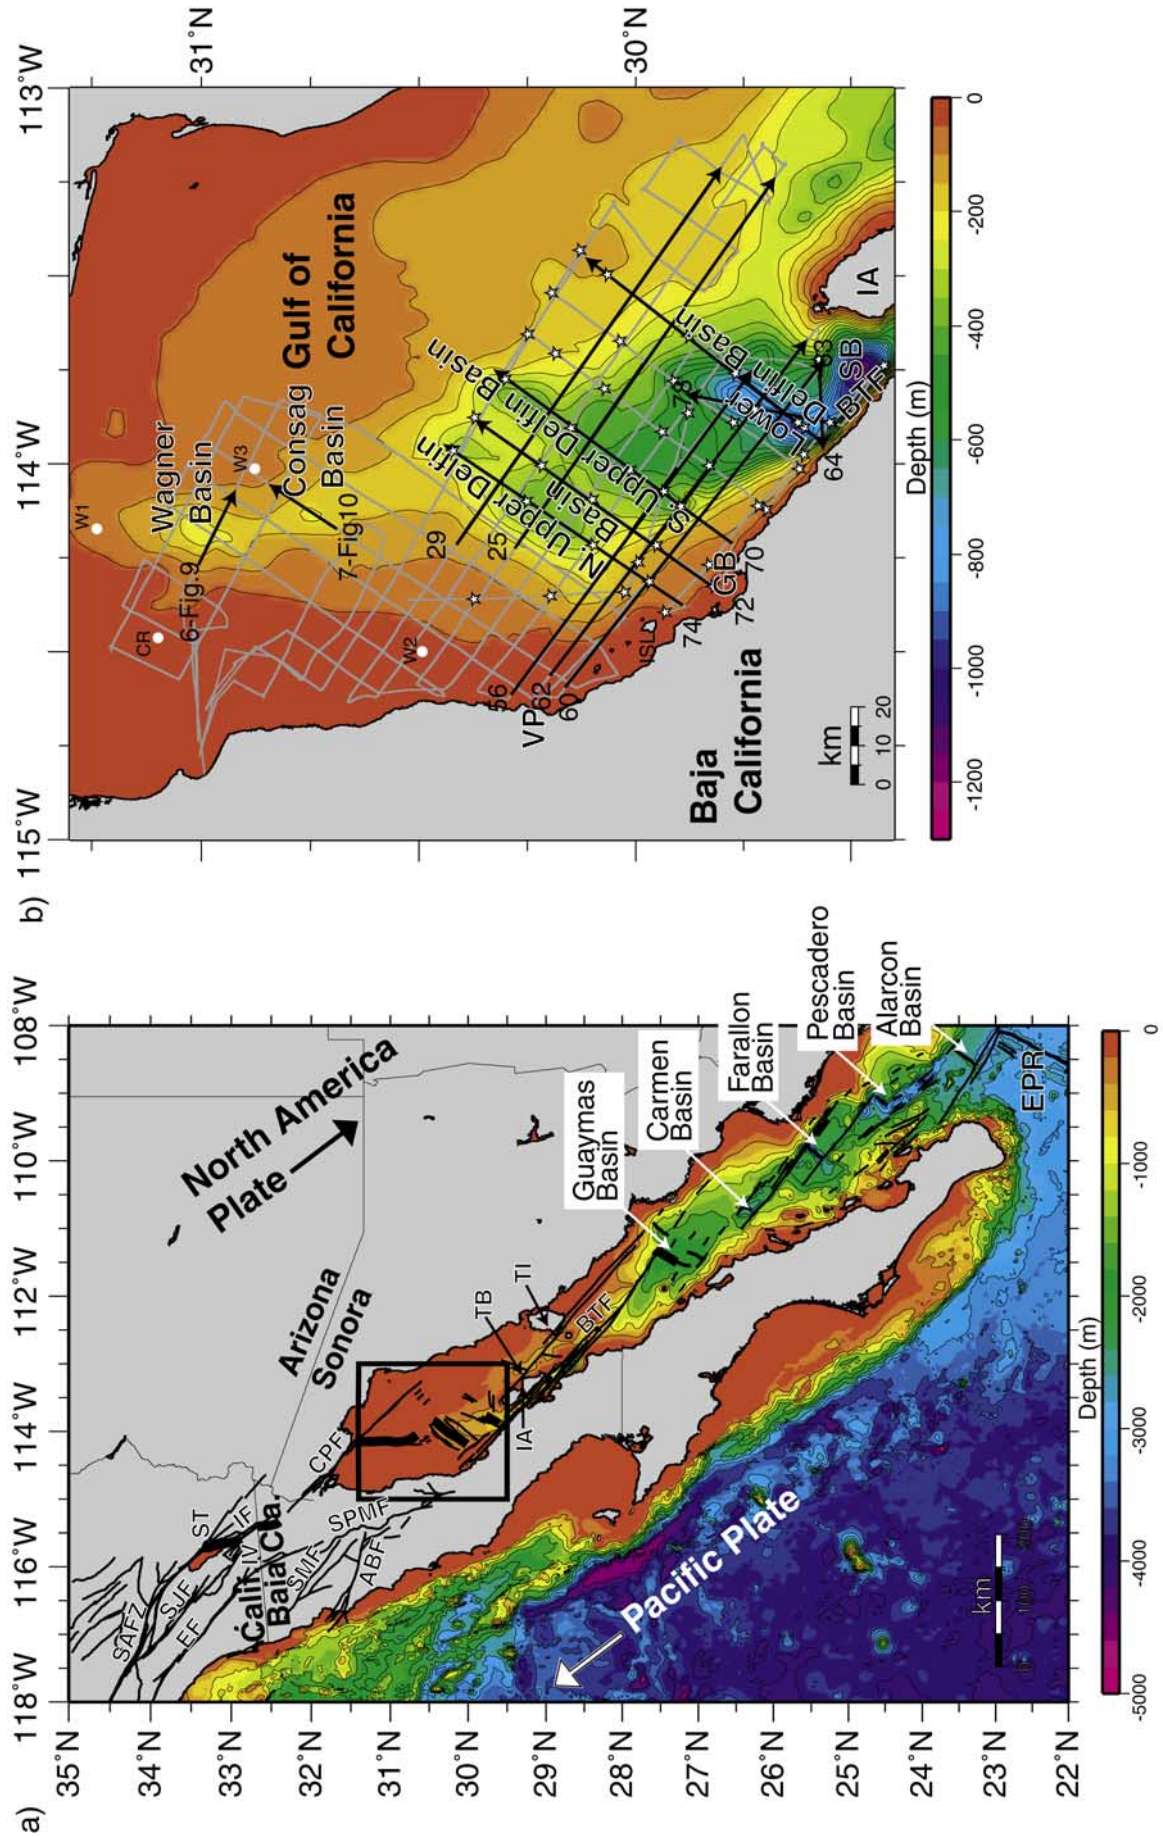 a)
118°W
116°W
114°W
112°W
110°W
108°W
35°N
34°N
33°N
32°N
31°N
30°N
29°N
28°N
27°N
26°N
25°N
24°N
23°N
22°N
North America
Plate
Arizona
Sonora
SAFZ
SJF
EF
ST
IF
IV
Calif.
Baja Cfa.
CPF
SPMF
SMF
ABF
TB
TI
IA
BTF
Guaymas
Basin
Carmen
Basin
Farallon
Basin
Pescadero
Basin
Alarcon
Basin
EPR
Pacific Plate
km
0
100
200
Depth (m)
-5000
-4000
-3000
-2000
-1000
0
b)
115°W
114°W
113°W
31°N
30°N
W1
CR
Wagner
Basin
W3
Consag
Basin
Gulf of
California
6-Fig.9
7-Fig10
W2
29
25
N. Upper Delfin
Basin
S. Upper Delfin Basin
Lower
Delfin Basin
56
VP
62
60
ISL
74
72
GB
70
78
53
64
SB
BTF
IA
Baja
California
km
0 10 20
Depth (m)
-1200
-1000
-800
-600
-400
-200
0